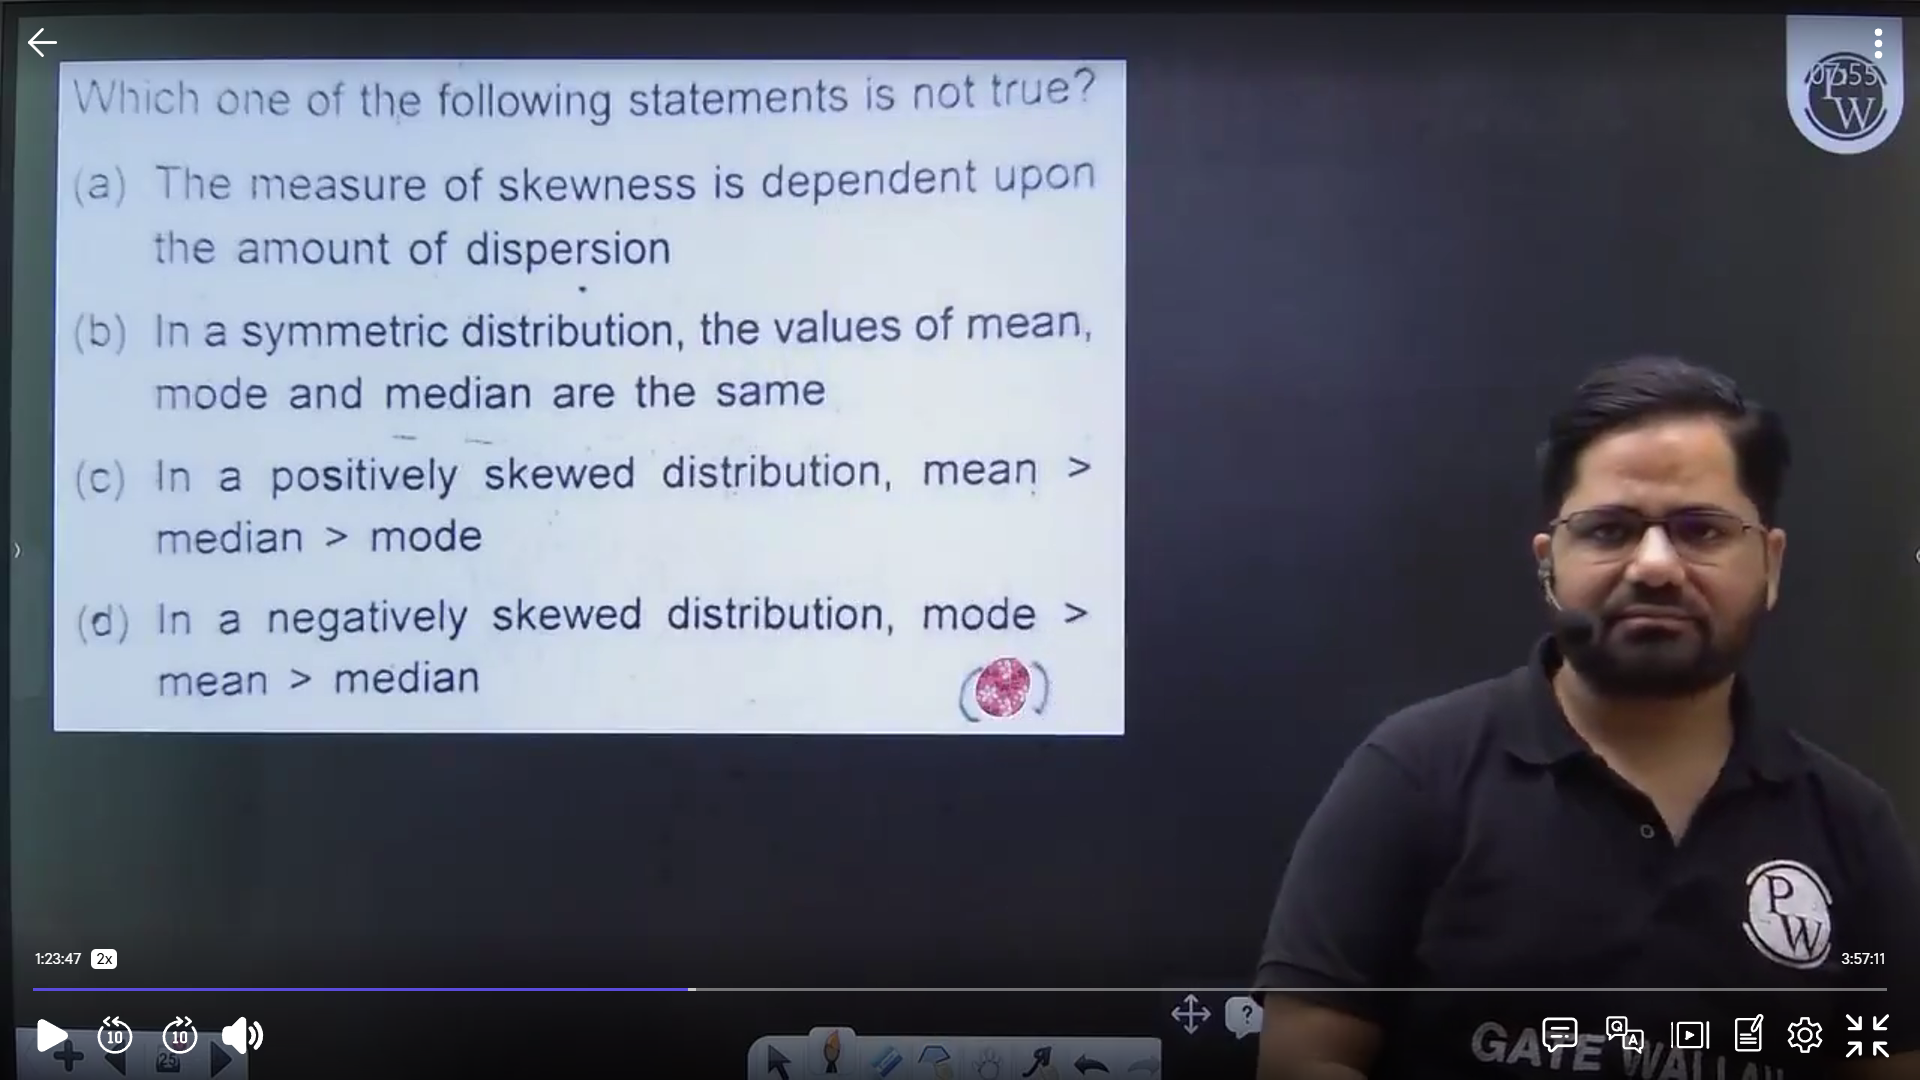 Which one of the following statements is not true?
(a) The measure of skewness is dependent upon
the amount of dispersion
(b) In a symmetric distribution, the values of mean,
mode and median are the same
(c) In a positively skewed distribution, mean >
median > mode
(d) In a negatively skewed distribution, mode >
mean > median
07:55
P
W
P
W
1:23:47 2x
3:57:11
10 10
25
?
Q A
GATE WALLAH